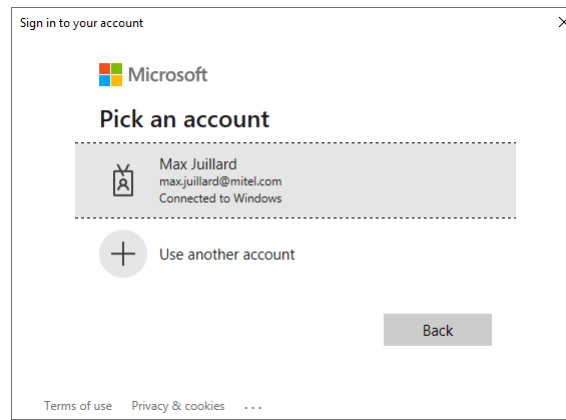 Sign in to your account
Microsoft
Pick an account
Max Juillard
max.juillard@mitel.com
Connected to Windows
Use another account
Back
Terms of use Privacy & cookies ...